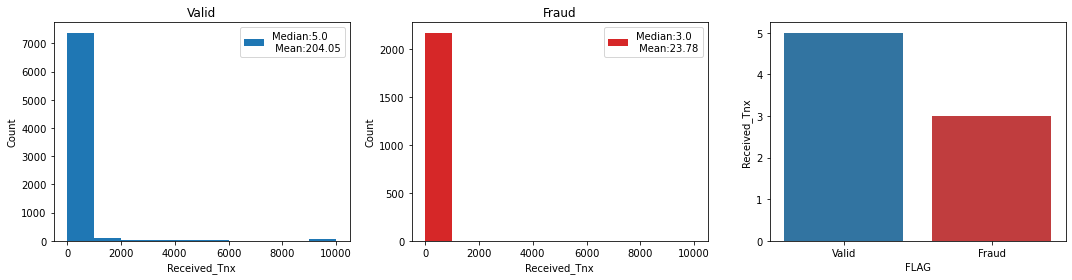 Valid
Median:5.0
Mean:204.05
Count
7000
6000
5000
4000
3000
2000
1000
0
0 2000 4000 6000 8000 10000
Received_Tnx
Fraud
Median:3.0
Mean:23.78
Count
2000
1500
1000
500
0
0 2000 4000 6000 8000 10000
Received_Tnx
Received_Tnx
5
4
3
2
1
0
Valid Fraud
FLAG